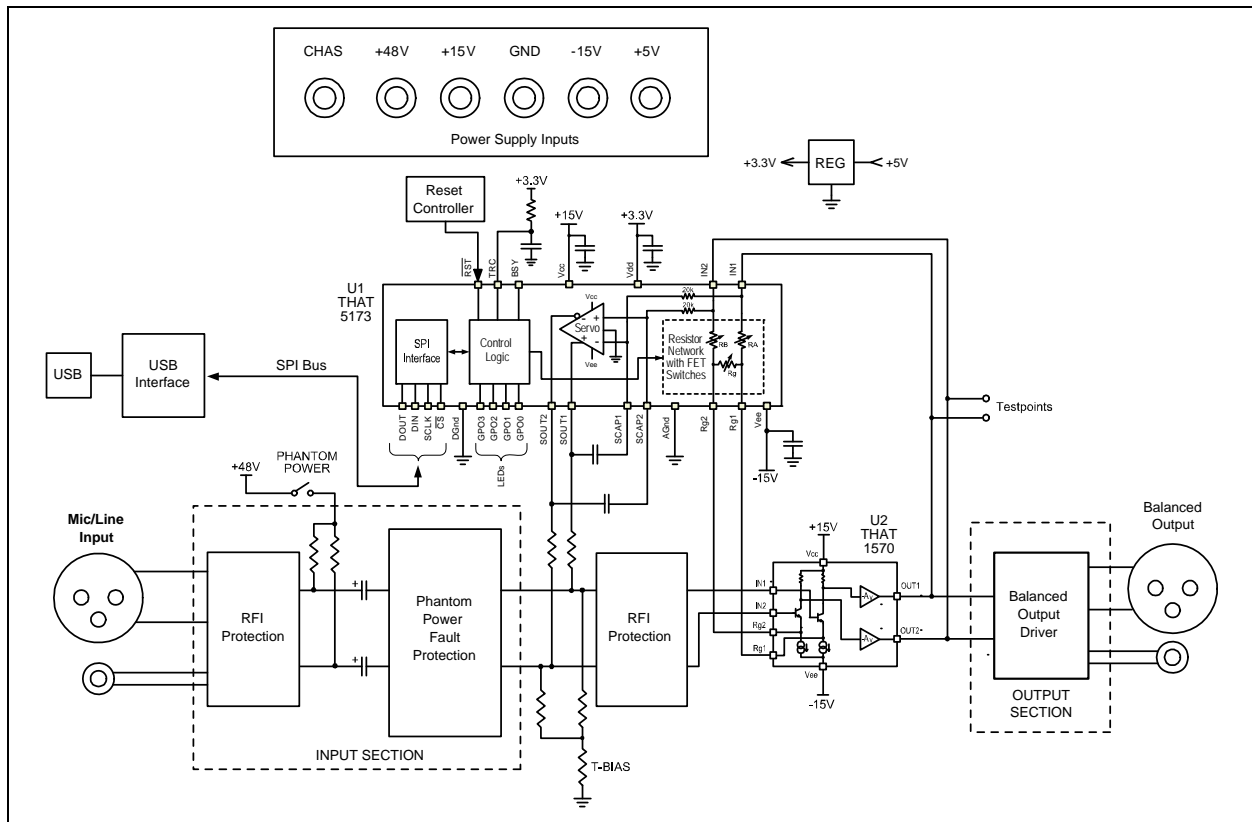 CHAS
+48V
+15V
GND
-15V
+5V
Power Supply Inputs
+3.3V
REG
+5V
Reset
Controller
+3.3V
+15V
+3.3V
RST
TRC
BSY
Vcc
Vdd
IN2
IN1
U1
THAT
5173
SPI
Interface
Control
Logic
Vcc
Servo
Vee
20k
20k
Resistor
Network
with FET
Switches
RB
RA
Rg
USB
USB
Interface
SPI Bus
DOUT
DIN
SCLK
CS
DGnd
GPO3
GPO2
GPO1
GPO0
LEDs
SOUT2
SOUT1
SCAP1
SCAP2
AGnd
Rg2
Rg1
Vee
-15V
Testpoints
+48V
PHANTOM
POWER
Mic/Line
Input
RFI
Protection
Phantom
Power
Fault
Protection
INPUT SECTION
T-BIAS
RFI
Protection
+15V
U2
THAT
1570
Vcc
IN1
IN2
Rg2
Rg1
-Av
-Av
OUT1
OUT2
Vee
-15V
Balanced
Output
Driver
OUTPUT
SECTION
Balanced
Output